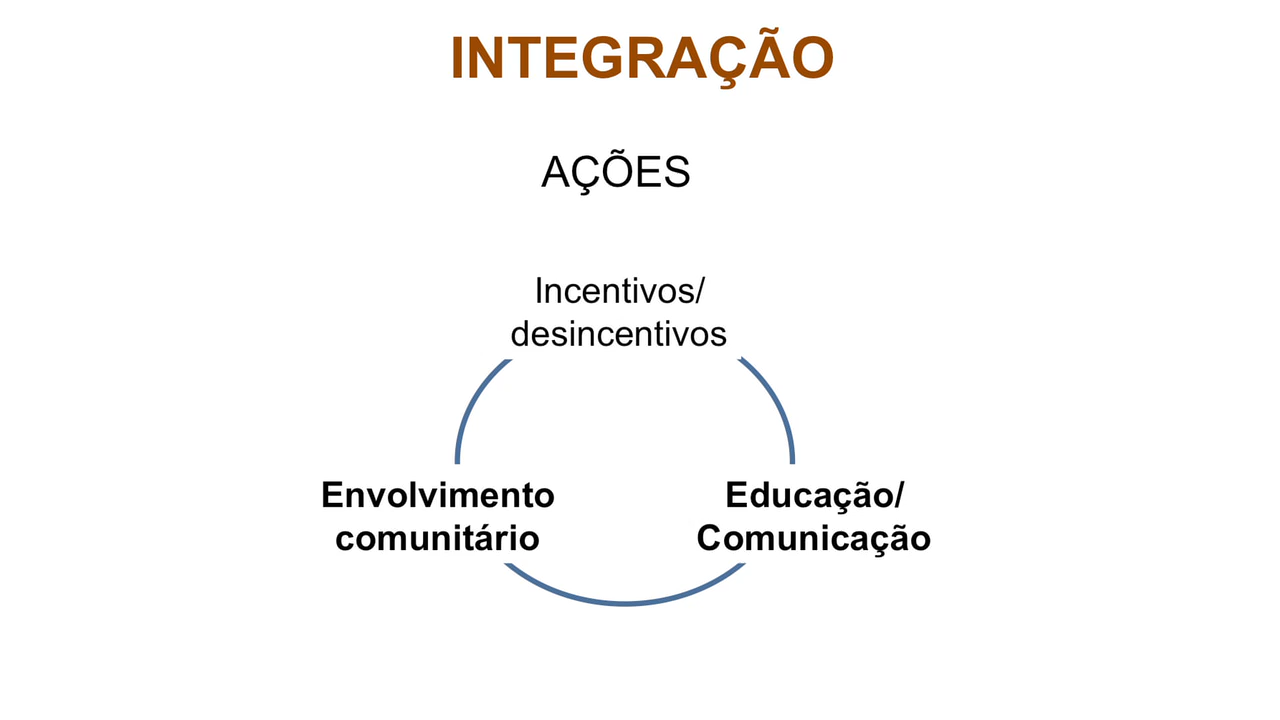 INTEGRAÇÃO
AÇÕES
Incentivos/
desincentivos
Envolvimento
comunitário
Educação/
Comunicação